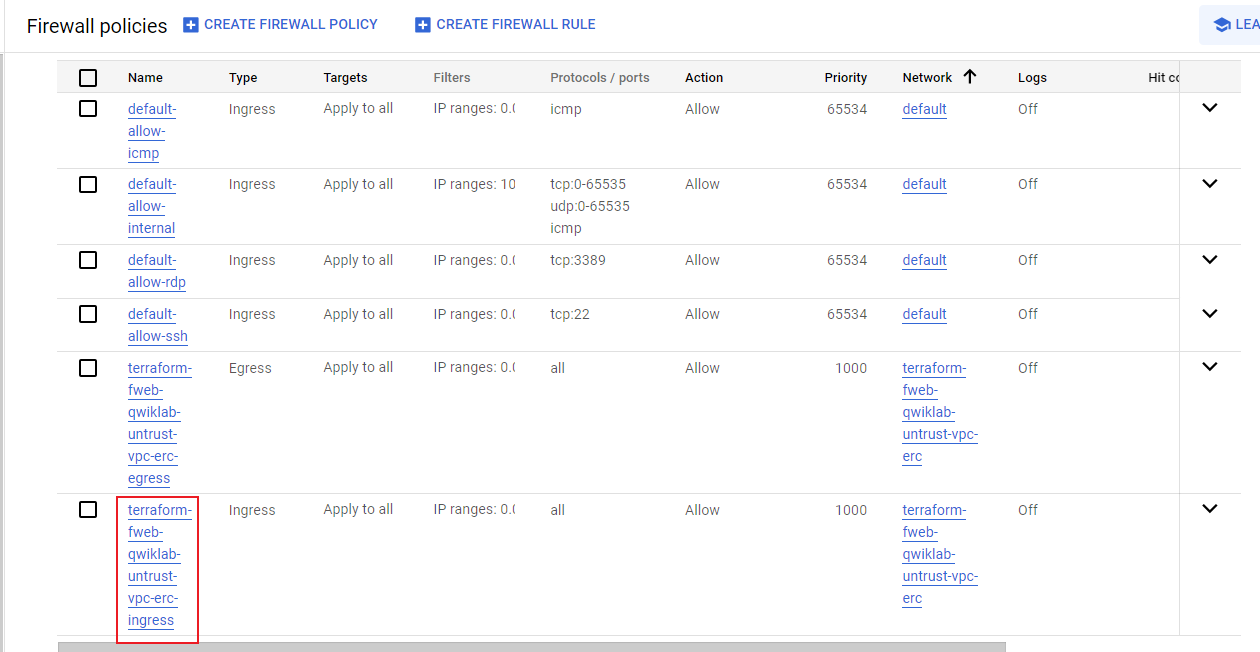 Firewall policies CREATE FIREWALL POLICY CREATE FIREWALL RULE LEA
Name Type Targets Filters Protocols / ports Action Priority Network Logs Hit co
default- Ingress Apply to all IP ranges: 0.0 icmp Allow 65534 default Off
allow-
icmp
default- Ingress Apply to all IP ranges: 10 tcp:0-65535 Allow 65534 default Off
allow- udp:0-65535
internal icmp
default- Ingress Apply to all IP ranges: 0.0 tcp:3389 Allow 65534 default Off
allow-rdp
default- Ingress Apply to all IP ranges: 0.0 tcp:22 Allow 65534 default Off
allow-ssh
terraform- Egress Apply to all IP ranges: 0.0 all Allow 1000 terraform- Off
fweb- fweb-
qwiklab- qwiklab-
untrust- untrust-vpc-
vpc-erc- erc
egress
terraform- Ingress Apply to all IP ranges: 0.0 all Allow 1000 terraform- Off
fweb- fweb-
qwiklab- qwiklab-
untrust- untrust-vpc-
vpc-erc- erc
ingress